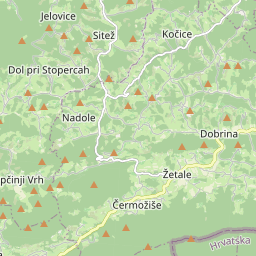 Jelovice
Sitež
Kočice
Dol pri Stopercah
Nadole
Dobrina
pčinji Vrh
Žetale
Čermožiše
Hrvatska